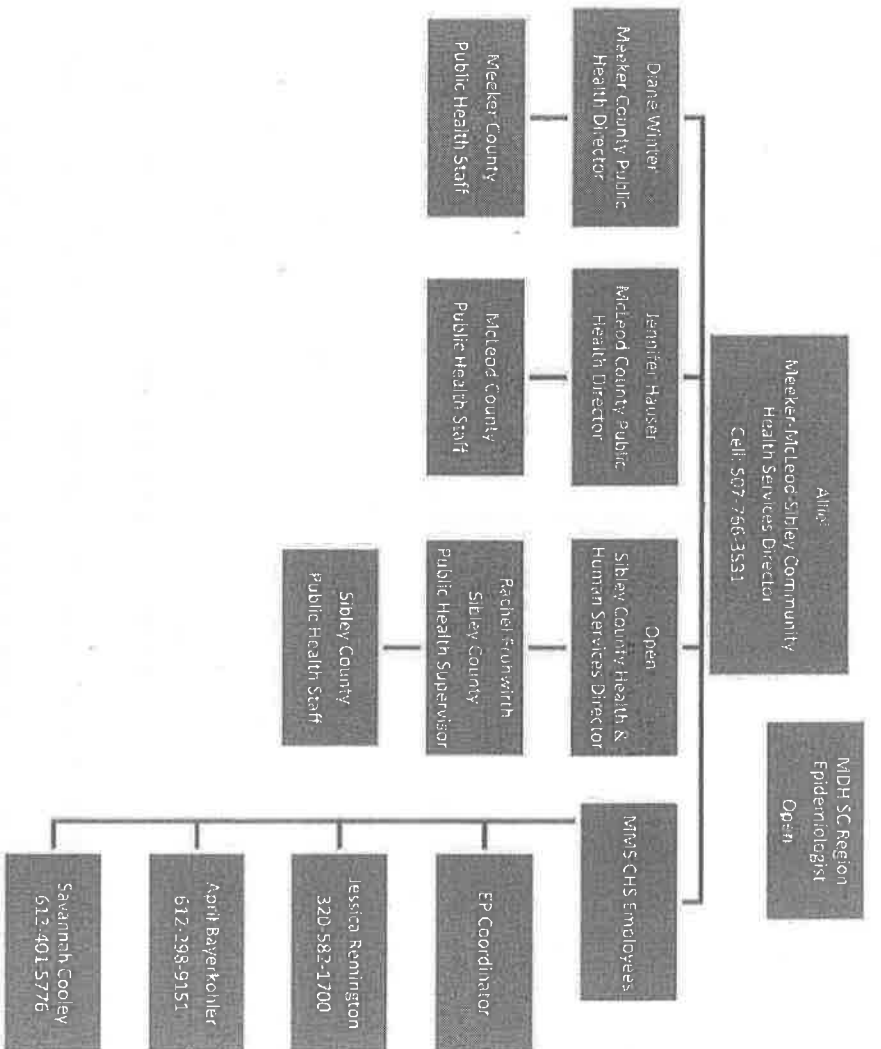 Meeker-McLeod-Sibley Community
Health Services Director
Cell: 507-766-3531
MDH SC Region
Epidemiologist
Open
Diane Winter
Meeker County Public
Health Director
Meeker County
Public Health Staff
Jennifer Hauser
McLeod County Public
Health Director
McLeod County
Public Health Staff
Open
Sibley County Health &
Human Services Director
Rachel Fruhwirth
Sibley County
Public Health Supervisor
Sibley County
Public Health Staff
MMS CHS Employees
EP Coordinator
Jessica Remington
320-582-1700
April Bayerkohler
612-298-9151
Savannah Cooley
612-401-5776